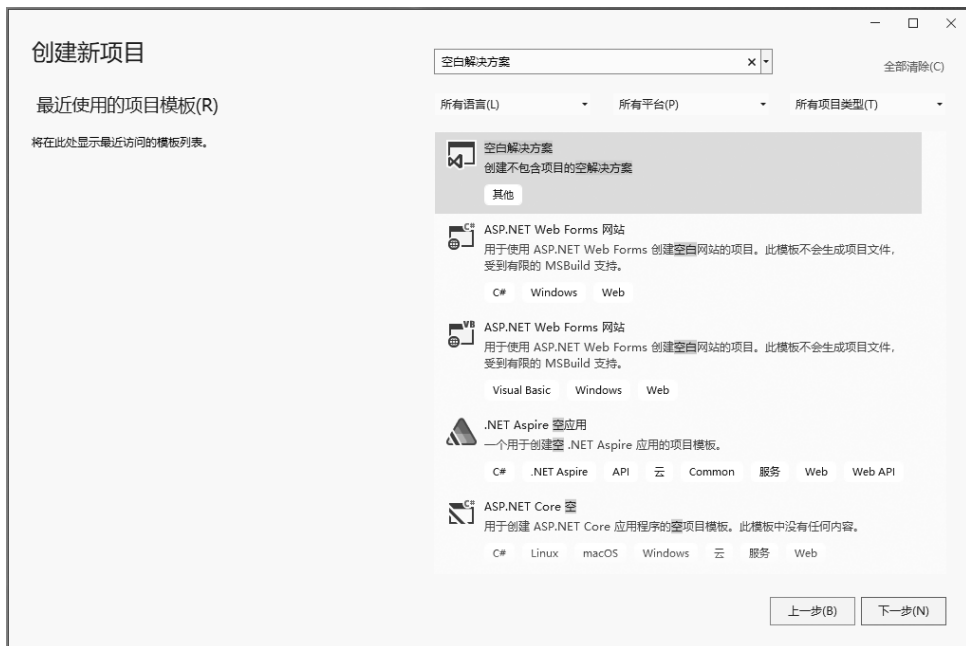 创建新项目
最近使用的项目模板(R)
将在此处显示最近访问的模板列表。
空白解决方案
全部清除(C)
所有语言(L)
所有平台(P)
所有项目类型(T)
空白解决方案
创建不包含项目的空解决方案
其他
C#
ASP.NET Web Forms 网站
用于使用 ASP.NET Web Forms 创建空白网站的项目。此模板不会生成项目文件,
受到有限的 MSBuild 支持。
C# Windows Web
VB
ASP.NET Web Forms 网站
用于使用 ASP.NET Web Forms 创建空白网站的项目。此模板不会生成项目文件,
受到有限的 MSBuild 支持。
Visual Basic Windows Web
.NET Aspire 空应用
一个用于创建空 .NET Aspire 应用的项目模板。
C# .NET Aspire API 云 Common 服务 Web Web API
C#
ASP.NET Core 空
用于创建 ASP.NET Core 应用程序的空项目模板。此模板中没有任何内容。
C# Linux macOS Windows 云 服务 Web
上一步(B)
下一步(N)